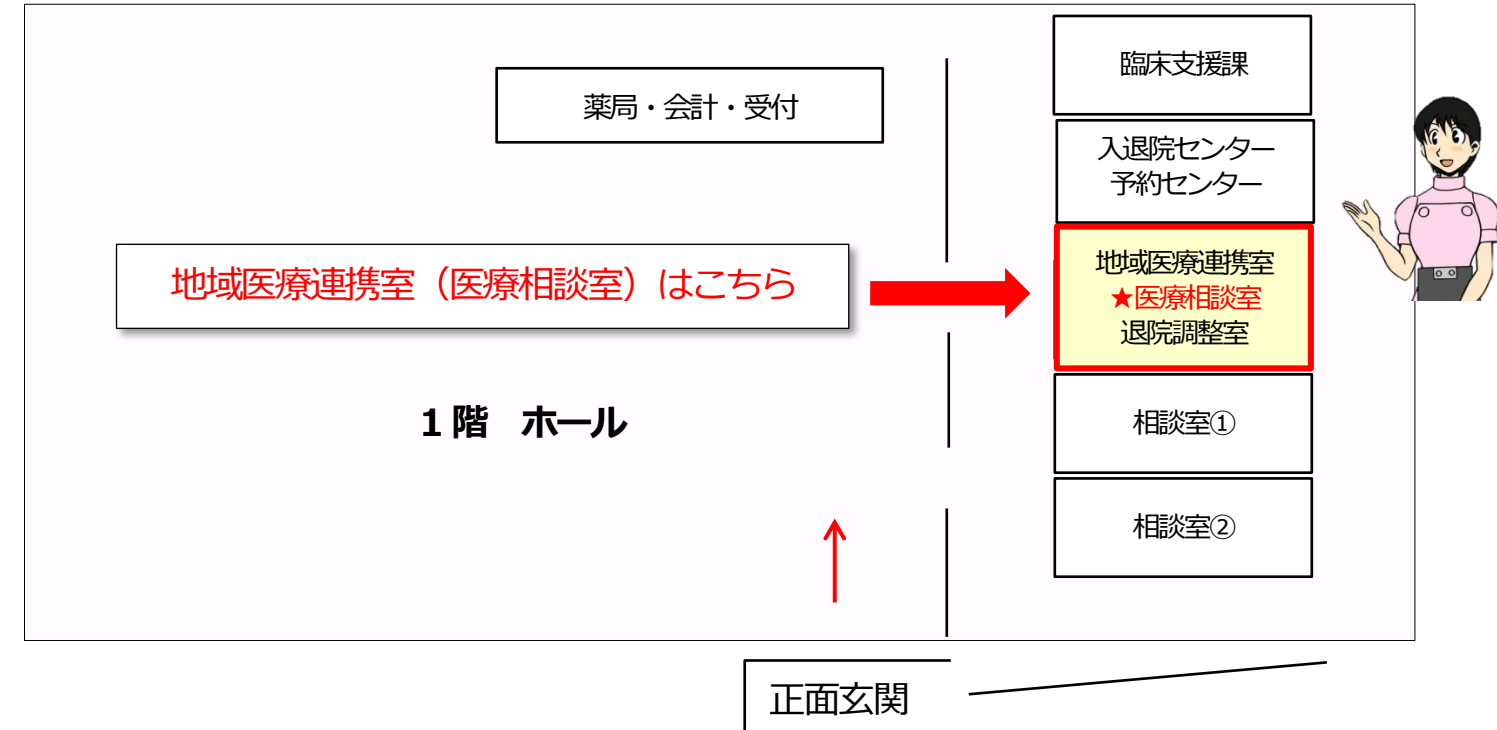 臨床支援課
薬局・会計・受付
入退院センター
予約センター
地域医療連携室（医療相談室）はこちら
地域医療連携室
★医療相談室
退院調整室
1階　ホール
相談室①
相談室②
正面玄関